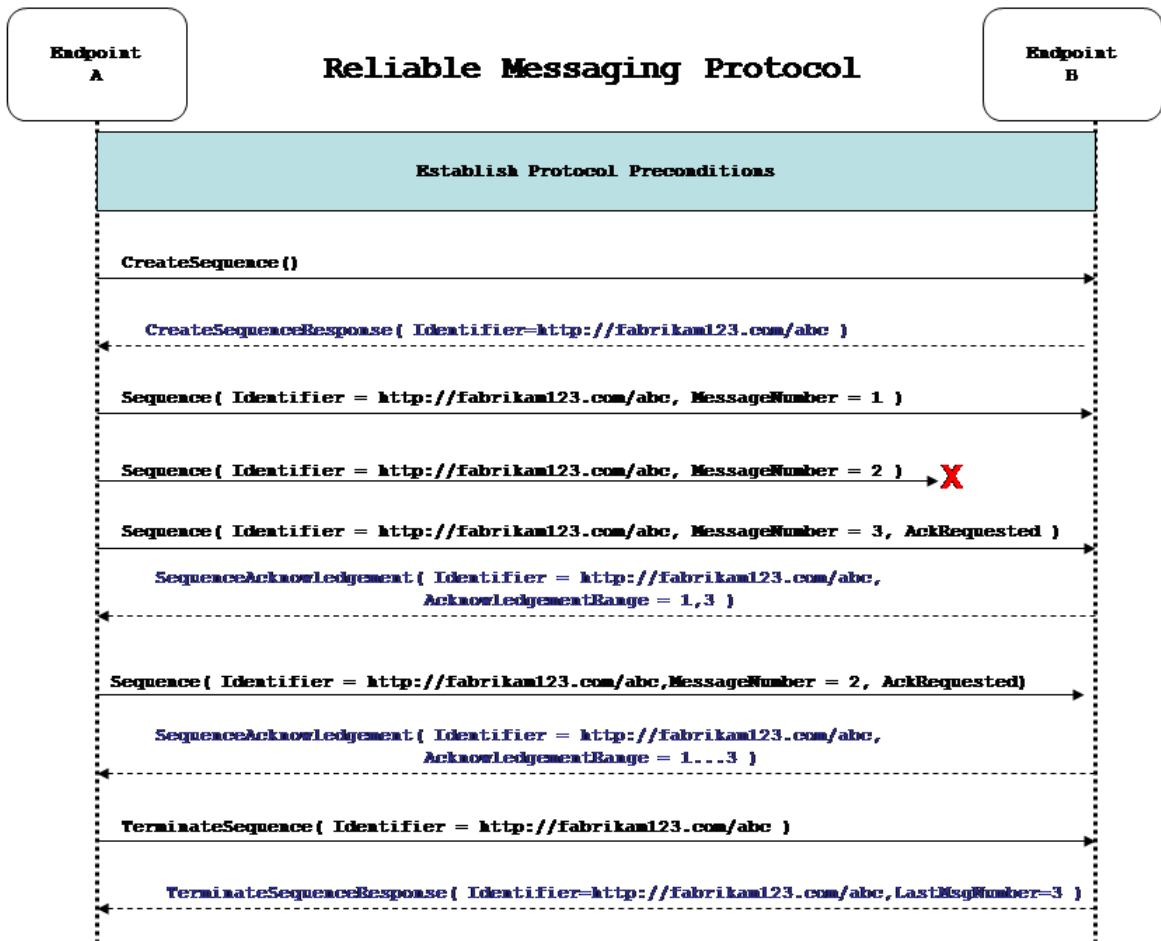 Endpoint
A
Reliable Messaging Protocol
Endpoint
B
Establish Protocol Preconditions
CreateSequence()
CreateSequenceResponse( Identifier=http://fabrikam123.com/abc )
Sequence( Identifier = http://fabrikam123.com/abc, MessageNumber = 1 )
Sequence( Identifier = http://fabrikam123.com/abc, MessageNumber = 2 )
X
Sequence( Identifier = http://fabrikam123.com/abc, MessageNumber = 3, AckRequested )
SequenceAcknowledgement( Identifier = http://fabrikam123.com/abc,
AcknowledgementRange = 1,3 )
Sequence( Identifier = http://fabrikam123.com/abc,MessageNumber = 2, AckRequested)
SequenceAcknowledgement( Identifier = http://fabrikam123.com/abc,
AcknowledgementRange = 1...3 )
TerminateSequence( Identifier = http://fabrikam123.com/abc )
TerminateSequenceResponse( Identifier=http://fabrikam123.com/abc,LastMsgNumber=3 )